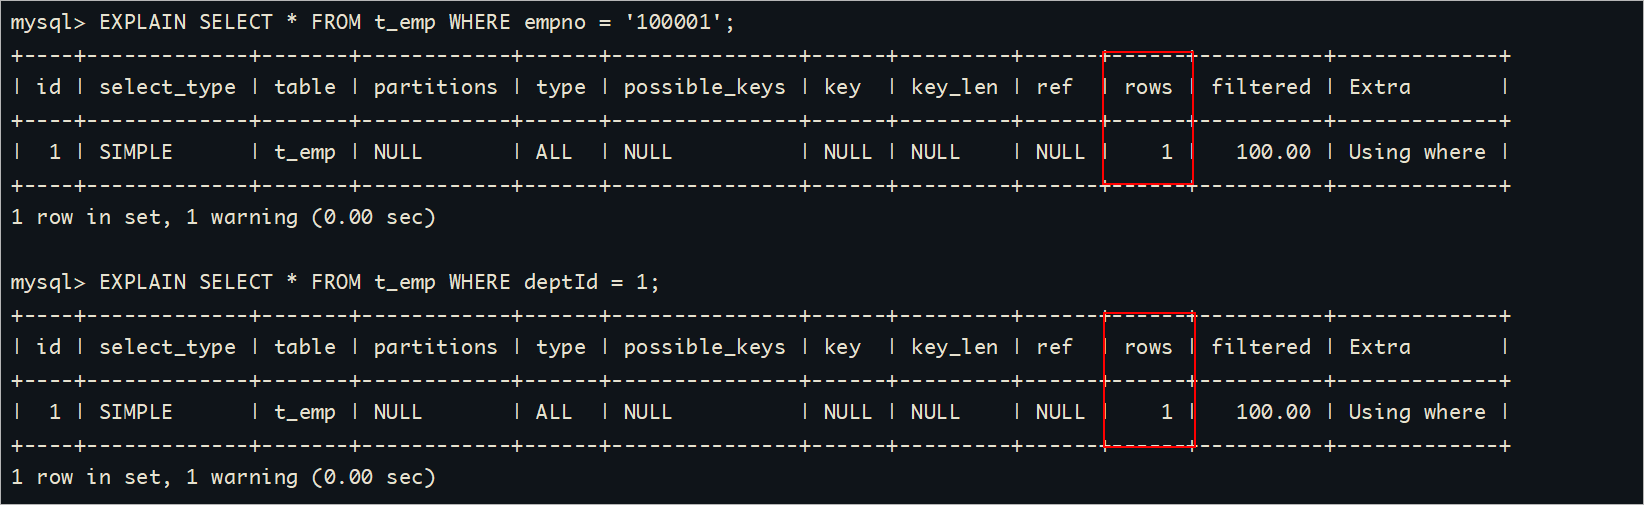 mysql> EXPLAIN SELECT * FROM t_emp WHERE empno = '100001';
+----+-------------+-------+------------+------+---------------+------+---------+------+------+----------+-------------+
| id | select_type | table | partitions | type | possible_keys | key  | key_len | ref  | rows | filtered | Extra       |
+----+-------------+-------+------------+------+---------------+------+---------+------+------+----------+-------------+
|  1 | SIMPLE      | t_emp | NULL       | ALL  | NULL          | NULL | NULL    | NULL |    1 |   100.00 | Using where |
+----+-------------+-------+------------+------+---------------+------+---------+------+------+----------+-------------+
1 row in set, 1 warning (0.00 sec)
mysql> EXPLAIN SELECT * FROM t_emp WHERE deptId = 1;
+----+-------------+-------+------------+------+---------------+------+---------+------+------+----------+-------------+
| id | select_type | table | partitions | type | possible_keys | key  | key_len | ref  | rows | filtered | Extra       |
+----+-------------+-------+------------+------+---------------+------+---------+------+------+----------+-------------+
|  1 | SIMPLE      | t_emp | NULL       | ALL  | NULL          | NULL | NULL    | NULL |    1 |   100.00 | Using where |
+----+-------------+-------+------------+------+---------------+------+---------+------+------+----------+-------------+
1 row in set, 1 warning (0.00 sec)